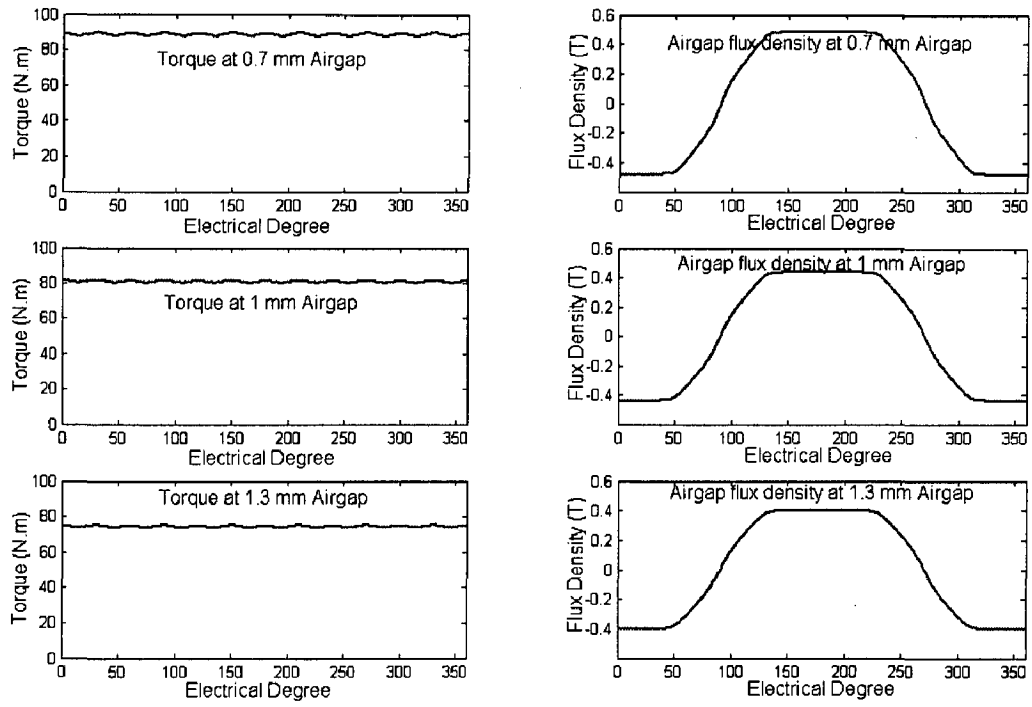 100
80
60
40
20
0
Torque (N.m)
Torque at 0.7 mm Airgap
0 50 100 150 200 250 300 350
Electrical Degree
0.6
0.4
0.2
0
-0.2
-0.4
Flux Density (T)
Airgap flux density at 0.7 mm Airgap
0 50 100 150 200 250 300 350
Electrical Degree
100
80
60
40
20
0
Torque (N.m)
Torque at 1 mm Airgap
0 50 100 150 200 250 300 350
Electrical Degree
0.6
0.4
0.2
0
-0.2
-0.4
Flux Density (T)
Airgap flux density at 1 mm Airgap
0 50 100 150 200 250 300 350
Electrical Degree
100
80
60
40
20
0
Torque (N.m)
Torque at 1.3 mm Airgap
0 50 100 150 200 250 300 350
Electrical Degree
0.6
0.4
0.2
0
-0.2
-0.4
Flux Density (T)
Airgap flux density at 1.3 mm Airgap
0 50 100 150 200 250 300 350
Electrical Degree